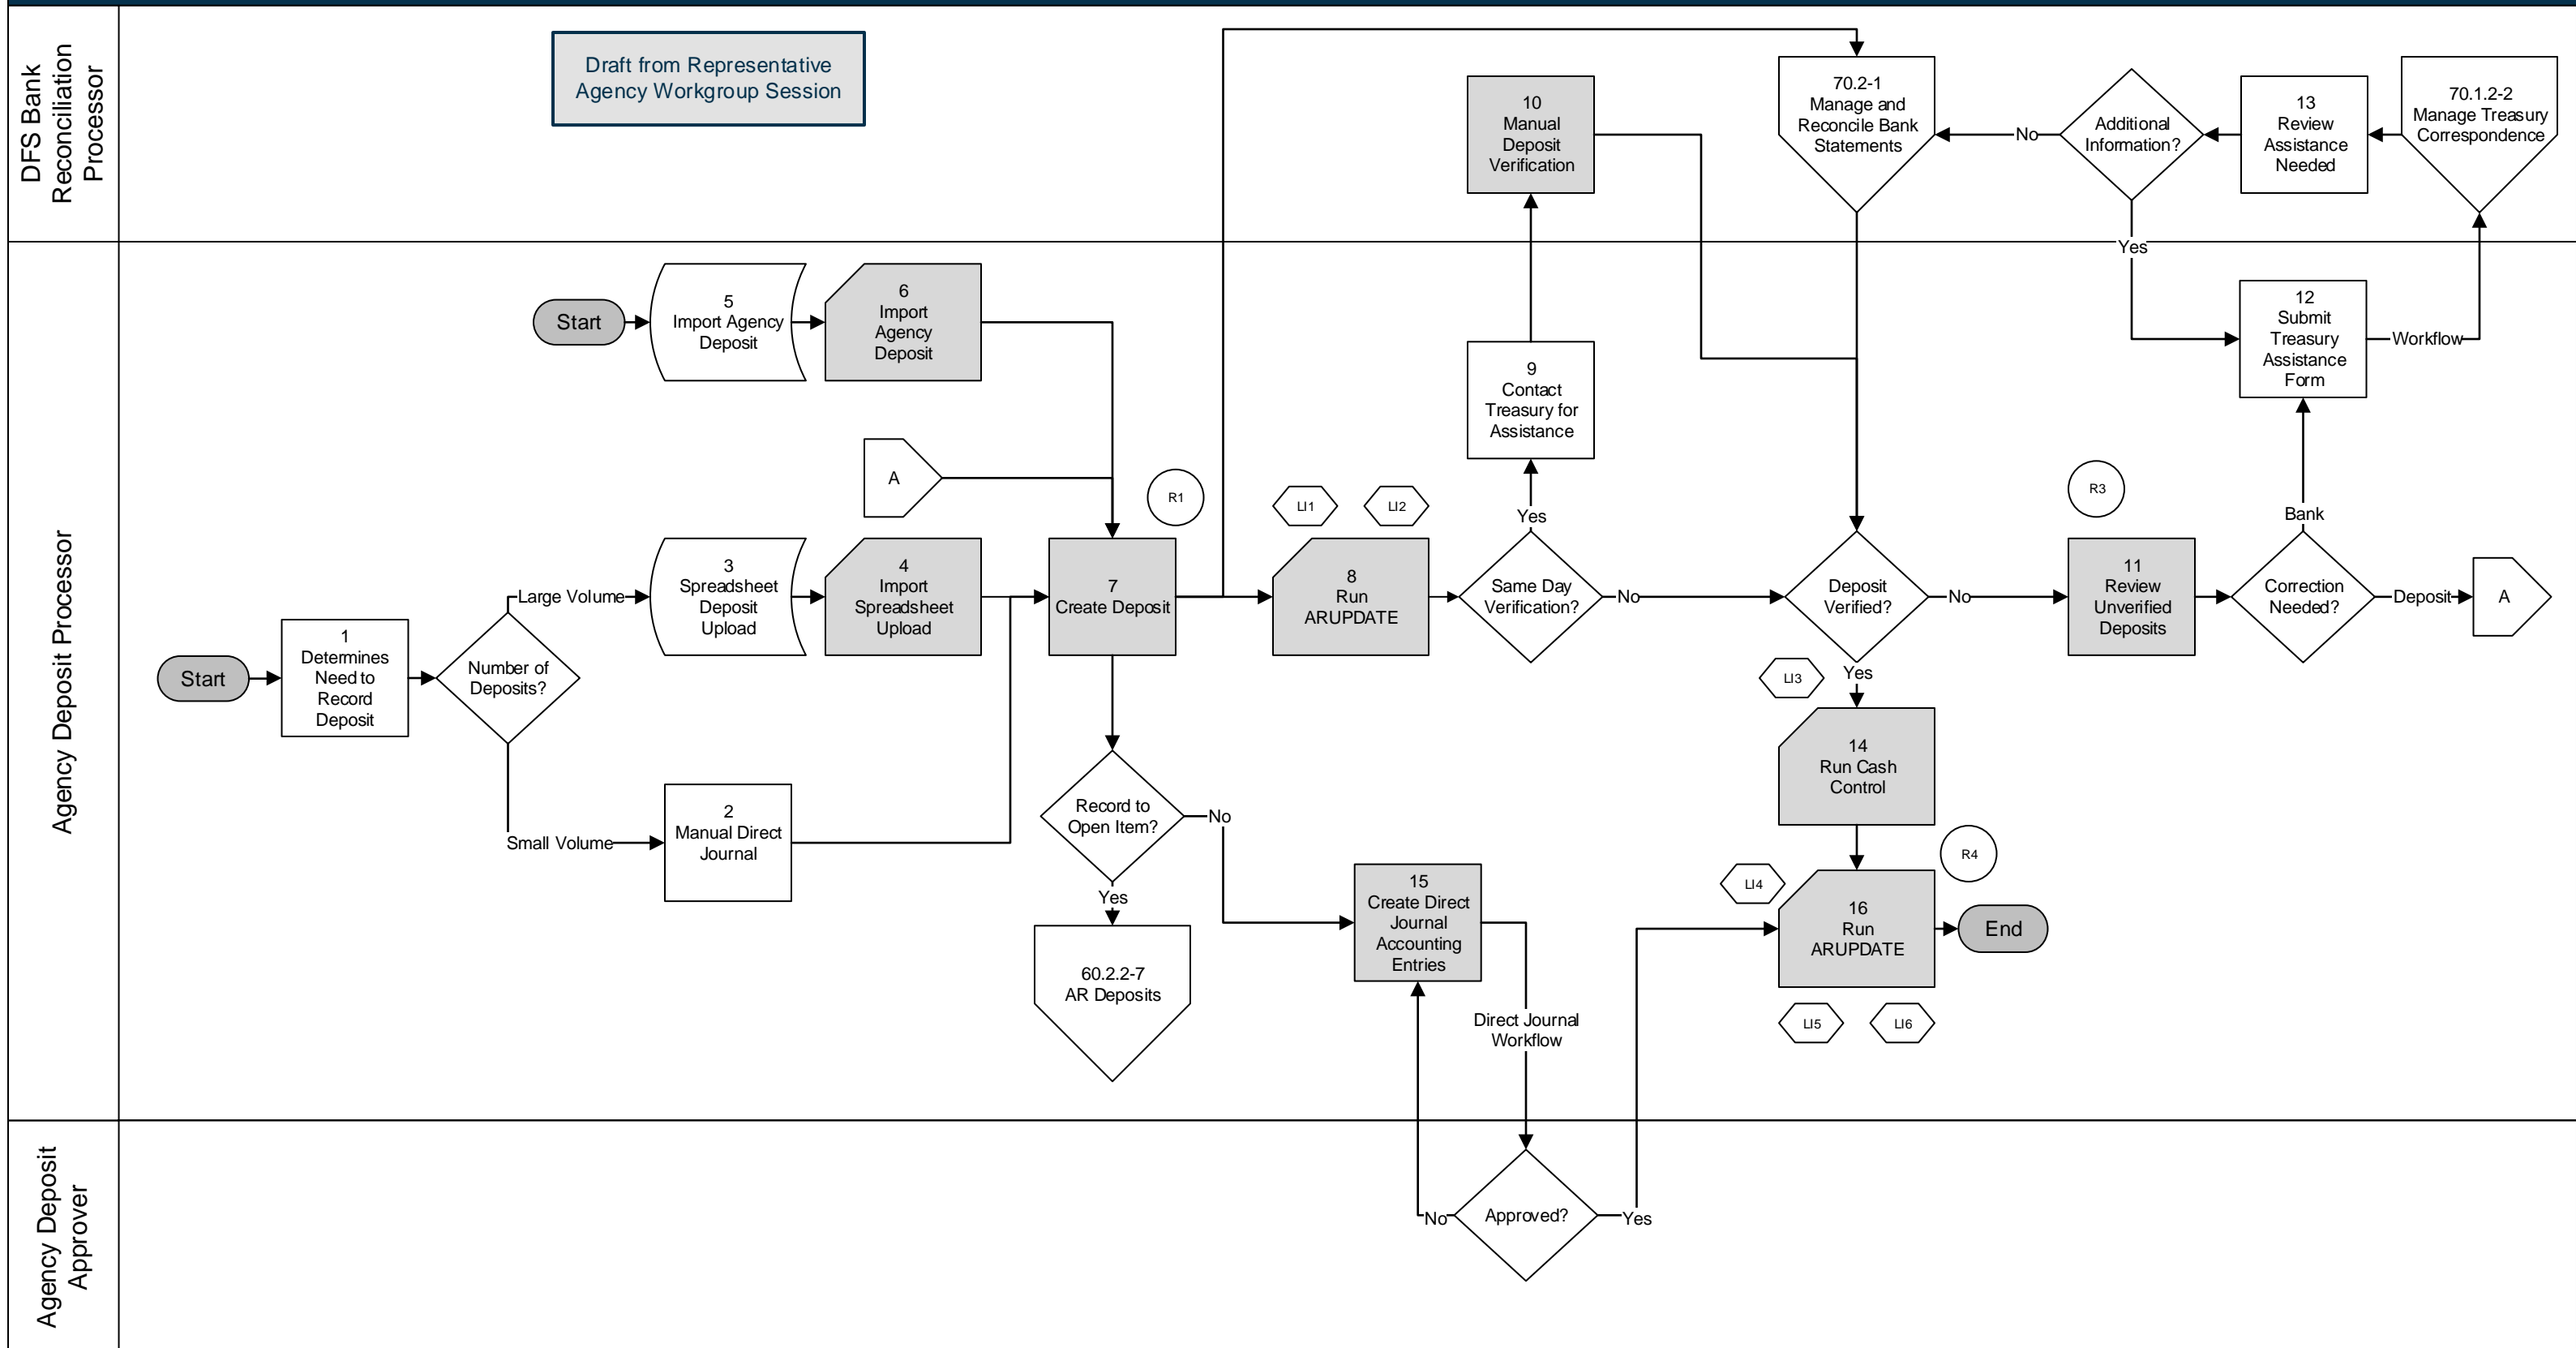 DFS Bank
Reconciliation
Processor
Draft from Representative
Agency Workgroup Session
10
Manual
Deposit
Verification
70.2-1
Manage and
Reconcile Bank
Statements
No
Additional
Information?
13
Review
Assistance
Needed
70.1.2-2
Manage Treasury
Correspondence
Yes
Agency Deposit Processor
Start
5
Import Agency
Deposit
6
Import
Agency
Deposit
9
Contact
Treasury for
Assistance
12
Submit
Treasury
Assistance
Form
Workflow
A
R1
LI1
LI2
Yes
R3
Bank
Start
1
Determines
Need to
Record
Deposit
Number of
Deposits?
Large Volume
3
Spreadsheet
Deposit
Upload
4
Import
Spreadsheet
Upload
7
Create Deposit
8
Run
ARUPDATE
Same Day
Verification?
No
Deposit
Verified?
No
11
Review
Unverified
Deposits
Correction
Needed?
Deposit
A
LI3
Yes
Small Volume
2
Manual Direct
Journal
Record to
Open Item?
No
Yes
60.2.2-7
AR Deposits
14
Run Cash
Control
R4
LI4
15
Create Direct
Journal
Accounting
Entries
16
Run
ARUPDATE
End
LI5
LI6
Direct Journal
Workflow
Agency Deposit
Approver
No
Approved?
Yes